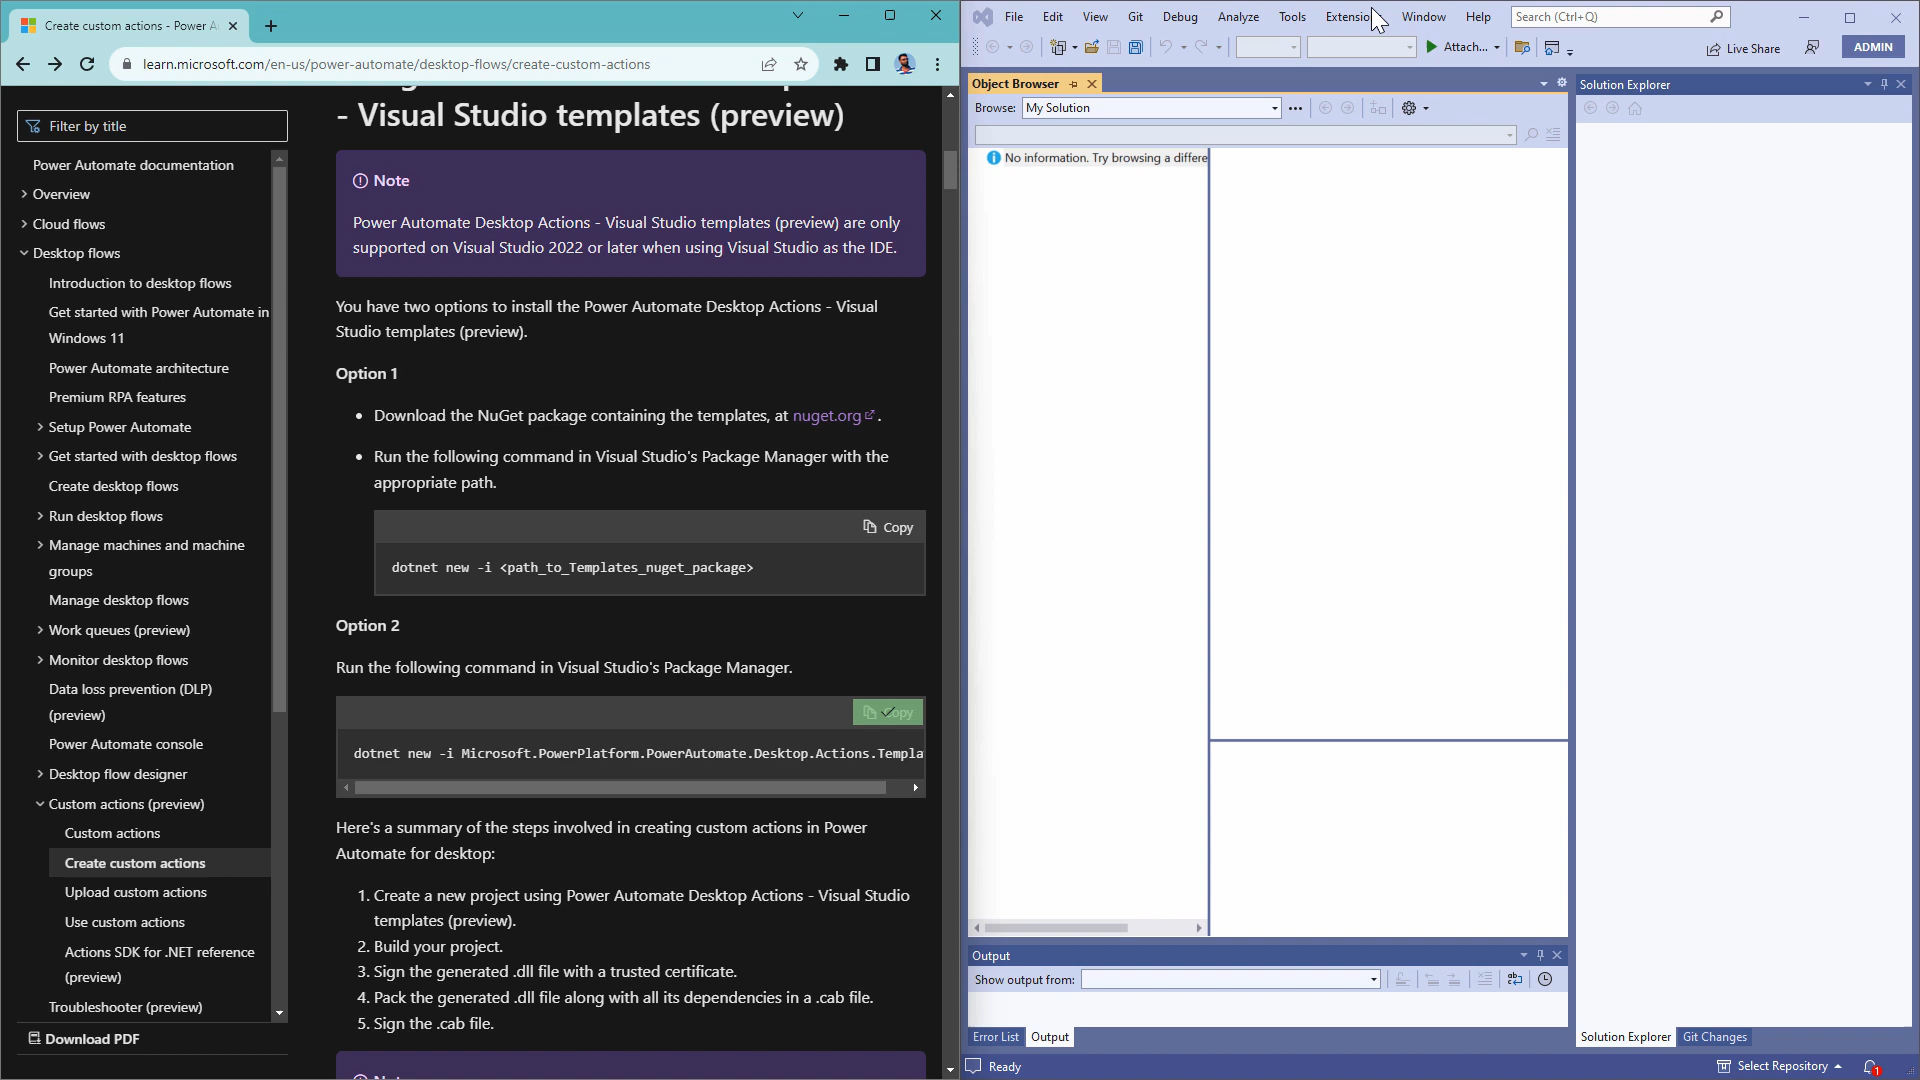 Create custom actions - Power A
learn.microsoft.com/en-us/power-automate/desktop-flows/create-custom-actions
Filter by title
Power Automate documentation
Overview
Cloud flows
Desktop flows
Introduction to desktop flows
Get started with Power Automate in
Windows 11
Power Automate architecture
Premium RPA features
Setup Power Automate
Get started with desktop flows
Create desktop flows
Run desktop flows
Manage machines and machine
groups
Manage desktop flows
Work queues (preview)
Monitor desktop flows
Data loss prevention (DLP)
(preview)
Power Automate console
Desktop flow designer
Custom actions (preview)
Custom actions
Create custom actions
Upload custom actions
Use custom actions
Actions SDK for .NET reference
(preview)
Troubleshooter (preview)
Download PDF
- Visual Studio templates (preview)
Note
Power Automate Desktop Actions - Visual Studio templates (preview) are only
supported on Visual Studio 2022 or later when using Visual Studio as the IDE.
You have two options to install the Power Automate Desktop Actions - Visual
Studio templates (preview).
Option 1
• Download the NuGet package containing the templates, at nuget.org.
• Run the following command in Visual Studio's Package Manager with the
appropriate path.
Copy
dotnet new -i <path_to_Templates_nuget_package>
Option 2
Run the following command in Visual Studio's Package Manager.
Copy
dotnet new -i Microsoft.PowerPlatform.PowerAutomate.Desktop.Actions.Templa
Here's a summary of the steps involved in creating custom actions in Power
Automate for desktop:
1. Create a new project using Power Automate Desktop Actions - Visual Studio
templates (preview).
2. Build your project.
3. Sign the generated .dll file with a trusted certificate.
4. Pack the generated .dll file along with all its dependencies in a .cab file.
5. Sign the .cab file.
File Edit View Git Debug Analyze Tools Extensio Window Help Search (Ctrl+Q)
Attach... Live Share ADMIN
Object Browser
Browse: My Solution
No information. Try browsing a differe
Solution Explorer
Output
Show output from:
Error List Output
Solution Explorer Git Changes
Ready
Select Repository 1